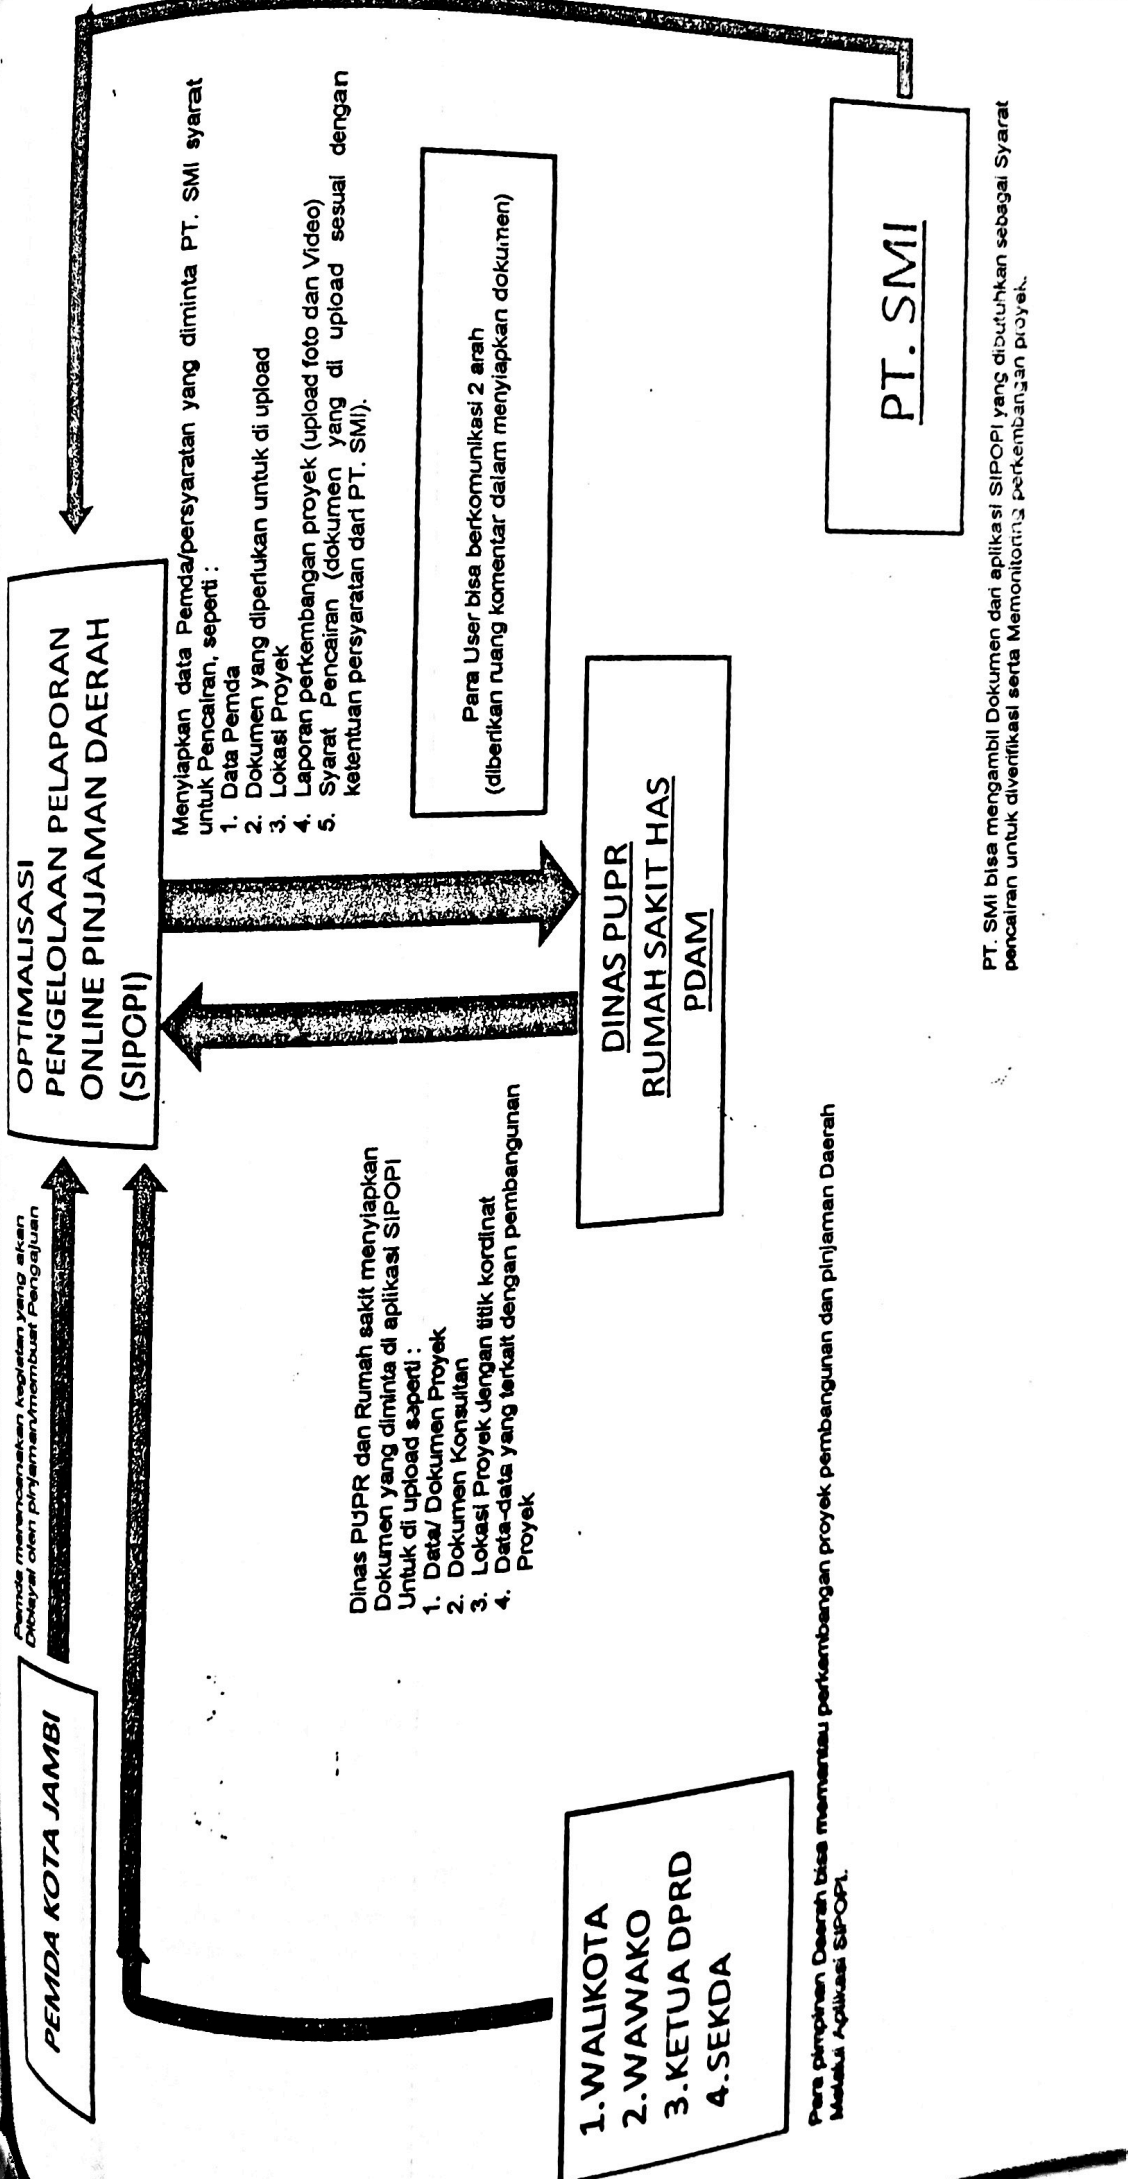 PEMDA KOTA JAMBI
Pemda merencanakan kegiatan yang akan
Dibiayai oleh pinjaman/membuat Pengajuan
OPTIMALISASI
PENGELOLAAN PELAPORAN
ONLINE PINJAMAN DAERAH
(SIPOPI)
Menyiapkan data Pemda/persyaratan yang diminta PT. SMI syarat
untuk Pencairan, seperti :
1. Data Pemda
2. Dokumen yang diperlukan untuk di upload
3. Lokasi Proyek
4. Laporan perkembangan proyek (upload foto dan Video)
5. Syarat Pencairan (dokumen yang di upload sesuai dengan
ketentuan persyaratan dari PT. SMI).
Dinas PUPR dan Rumah sakit menyiapkan
Dokumen yang diminta di aplikasi SIPOPI
Untuk di upload seperti :
1. Data/ Dokumen Proyek
2. Dokumen Konsultan
3. Lokasi Proyek dengan titik kordinat
4. Data-data yang terkait dengan pembangunan
Proyek
Para User bisa berkomunikasi 2 arah
(diberikan ruang komentar dalam menyiapkan dokumen)
1.WALIKOTA
2.WAWAKO
3.KETUA DPRD
4.SEKDA
DINAS PUPR
RUMAH SAKIT HAS
PDAM
PT. SMI
Para pimpinan Daerah bisa memantau perkembangan proyek pembangunan dan pinjaman Daerah
Melalui Aplikasi SIPOPI.
PT. SMI bisa mengambil Dokumen dari aplikasi SIPOPI yang dibutuhkan sebagai Syarat
pencairan untuk diverifikasi serta Memonitoring perkembangan proyek.